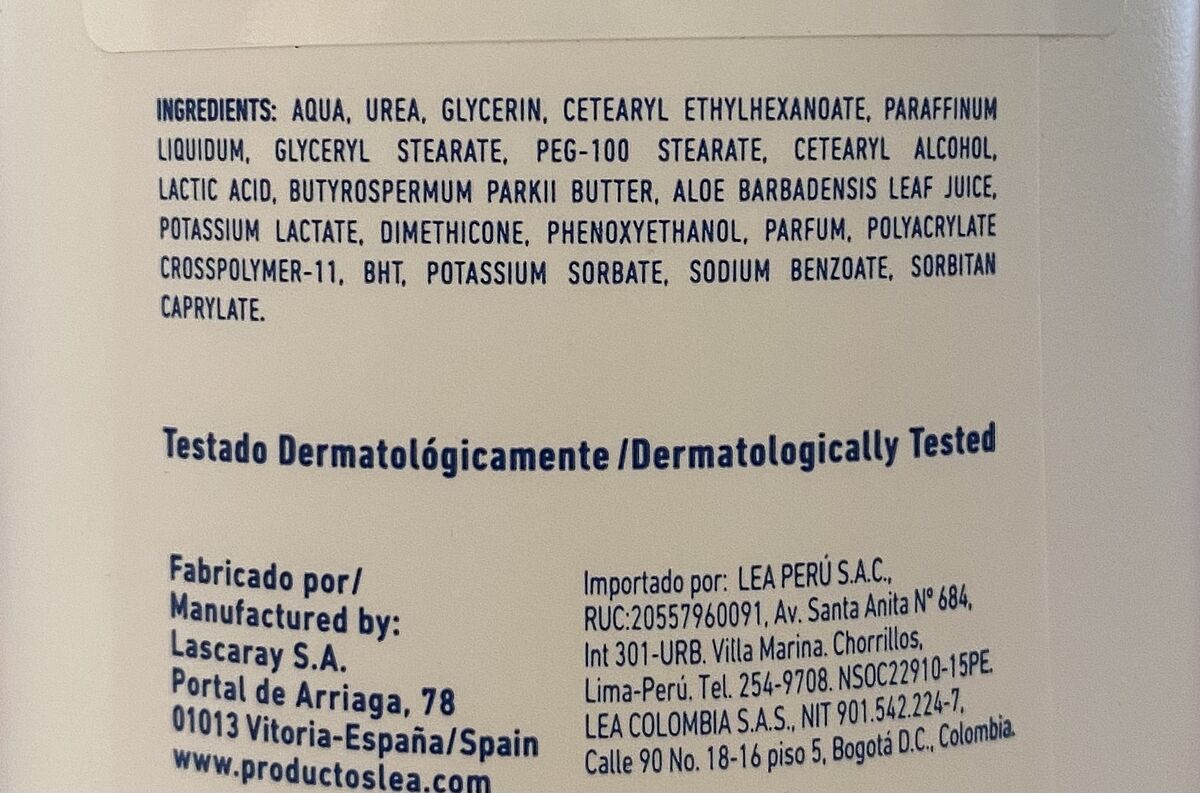 INGREDIENTS: AQUA, UREA, GLYCERIN, CETEARYL ETHYLHEXANOATE, PARAFFINUM
LIQUIDUM, GLYCERYL STEARATE, PEG-100 STEARATE, CETEARYL ALCOHOL,
LACTIC ACID, BUTYROSPERMUM PARKII BUTTER, ALOE BARBADENSIS LEAF JUICE,
POTASSIUM LACTATE, DIMETHICONE, PHENOXYETHANOL, PARFUM, POLYACRYLATE
CROSSPOLYMER-11, BHT, POTASSIUM SORBATE, SODIUM BENZOATE, SORBITAN
CAPRYLATE.
Testado Dermatológicamente /Dermatologically Tested
Fabricado por/
Manufactured by:
Lascaray S.A.
Portal de Arriaga, 78
01013 Vitoria-España/Spain
www.productoslea.com
Importado por: LEA PERÚ S.A.C.,
RUC:20557960091, Av. Santa Anita N° 684,
Int 301-URB. Villa Marina. Chorrillos,
Lima-Perú. Tel. 254-9708. NSOC22910-15PE.
LEA COLOMBIA S.A.S., NIT 901.542.224-7,
Calle 90 No. 18-16 piso 5, Bogotá D.C., Colombia.